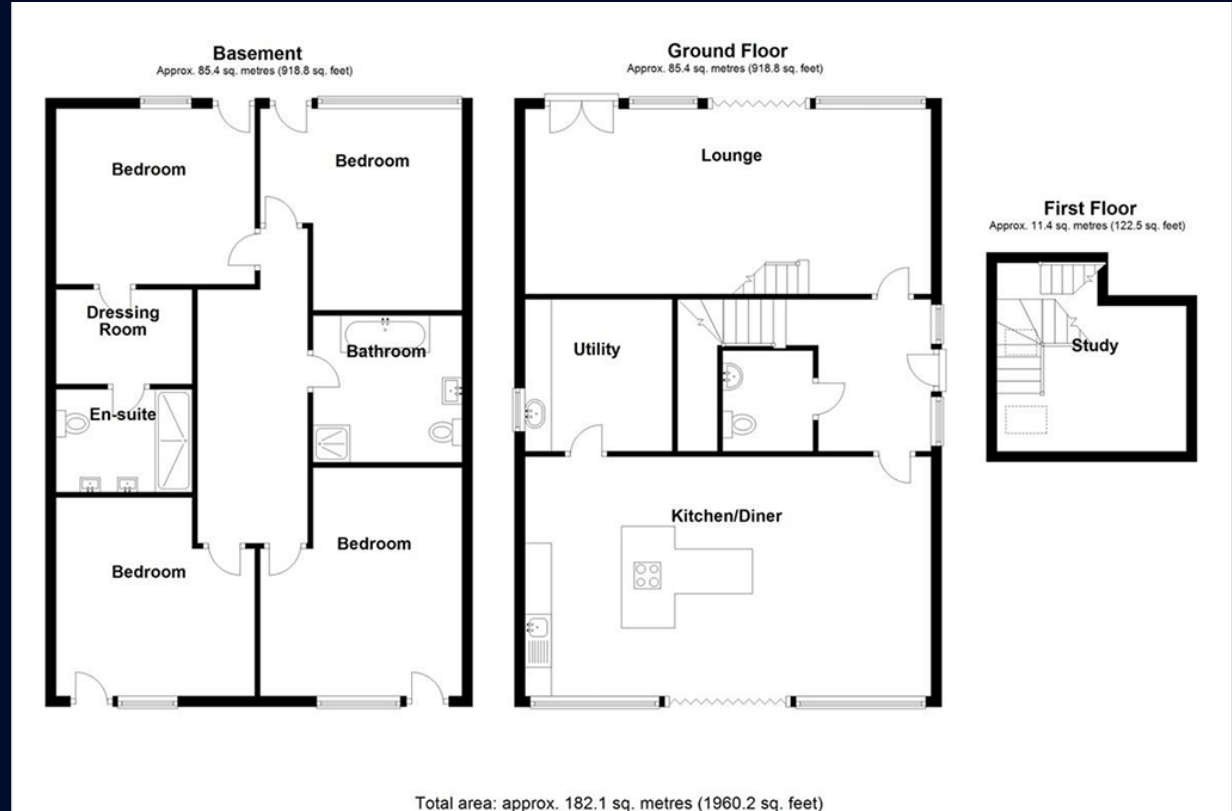 Basement
Approx. 85.4 sq. metres (918.8 sq. feet)
Bedroom
Bedroom
Dressing
Room
Bathroom
En-suite
Bedroom
Bedroom
Ground Floor
Approx. 85.4 sq. metres (918.8 sq. feet)
Lounge
Utility
Kitchen/Diner
First Floor
Approx. 11.4 sq. metres (122.5 sq. feet)
Study
Total area: approx. 182.1 sq. metres (1960.2 sq. feet)